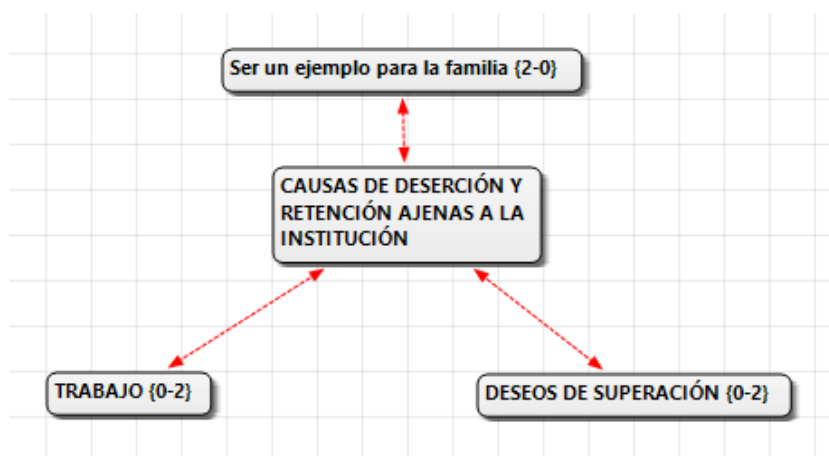 Ser un ejemplo para la familia {2-0}
CAUSAS DE DESERCIÓN Y
RETENCIÓN AJENAS A LA
INSTITUCIÓN
TRABAJO {0-2}
DESEOS DE SUPERACIÓN {0-2}